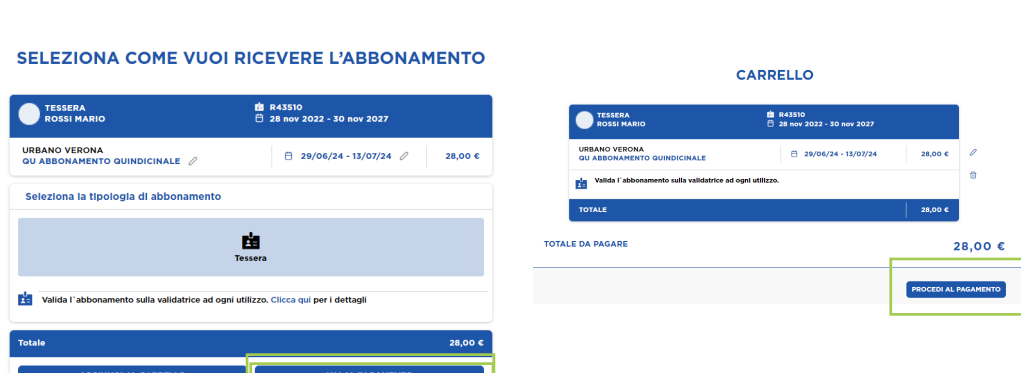 SELEZIONA COME VUOI RICEVERE L'ABBONAMENTO
TESSERA
ROSSI MARIO
R43510
28 nov 2022 - 30 nov 2027
URBANO VERONA
QU ABBONAMENTO QUINDICINALE
29/06/24 - 13/07/24
28,00 €
Seleziona la tipologia di abbonamento
Tessera
Valida l`abbonamento sulla validatrice ad ogni utilizzo. Clicca qui per i dettagli
Totale
28,00 €
CARRELLO
TESSERA
ROSSI MARIO
R43510
28 nov 2022 - 30 nov 2027
URBANO VERONA
QU ABBONAMENTO QUINDICINALE
29/06/24 - 13/07/24
28,00 €
Valida l`abbonamento sulla validatrice ad ogni utilizzo.
TOTALE
28,00 €
TOTALE DA PAGARE
28,00 €
PROCEDI AL PAGAMENTO